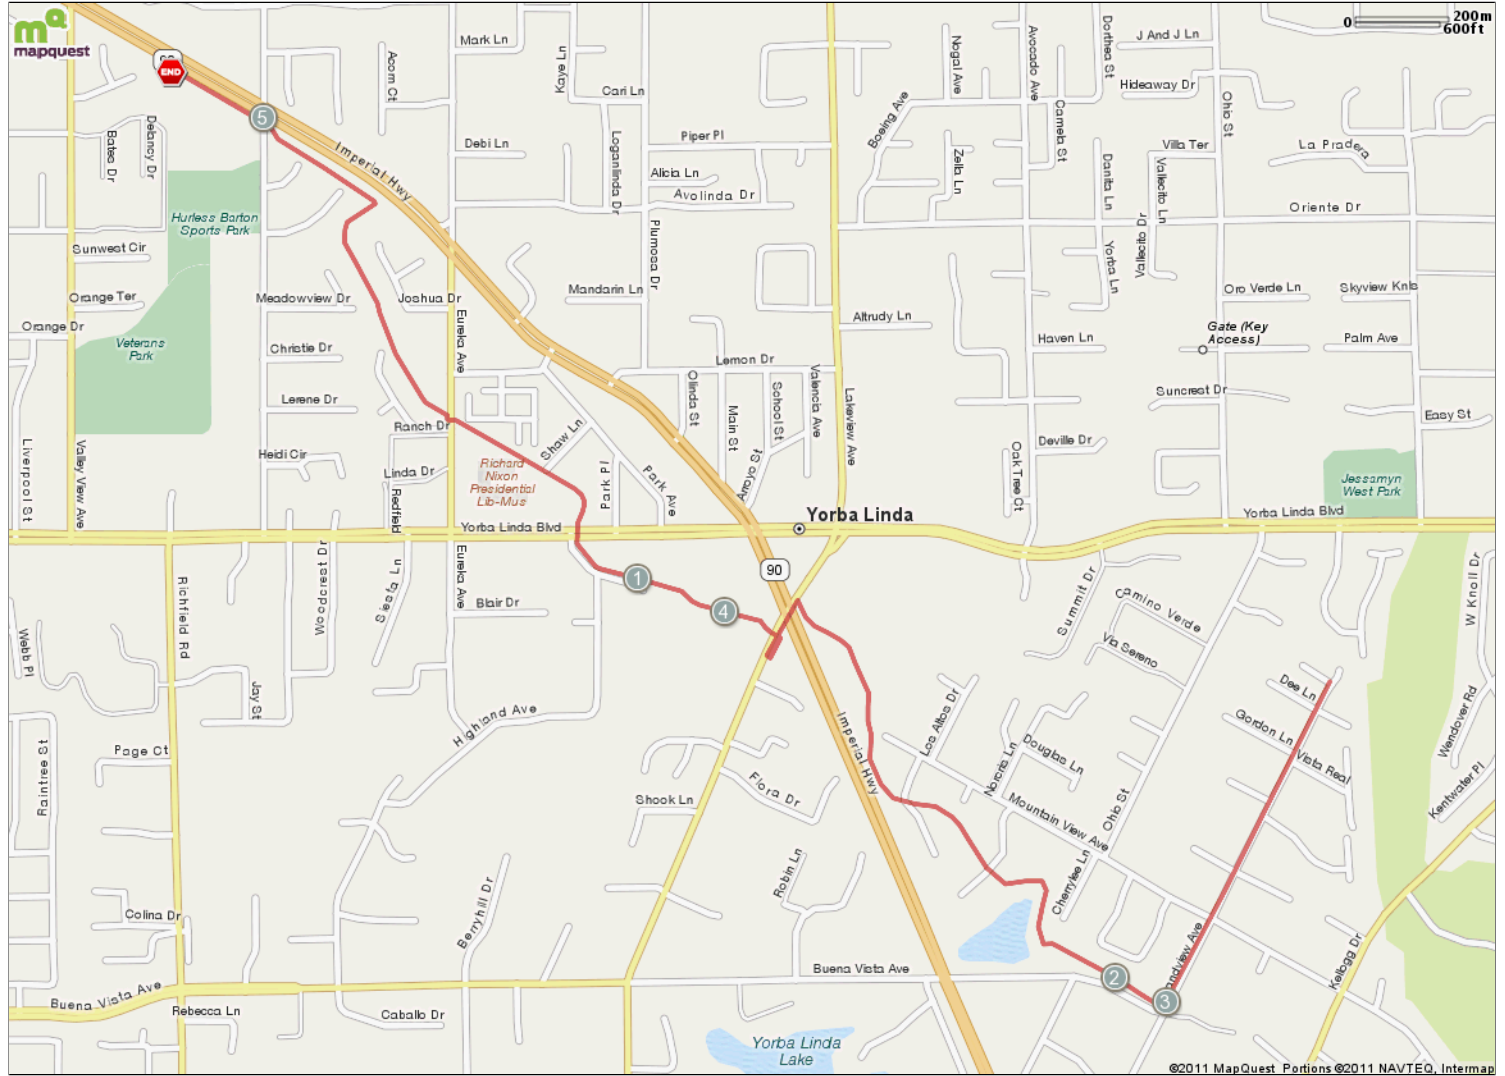 mapquest
0
200m
600ft
90
END
5
Mark Ln
Kaye Ln
Acorn Ct
Cari Ln
Nogal Ave
Avocado Ave
Dorthea St
J And J Ln
Hideaway Dr
Ohio St
Batea Dr
Delancy Dr
Imperial Hwy
Debi Ln
Loganlinda Dr
Piper Pl
Boeing Ave
Zella Ln
Camela St
Danita Ln
Villa Ter
Vallecito Ln
La Pradera
Alicia Ln
Avolinda Dr
Plumosa Dr
Oriente Dr
Hurless Barton
Sports Park
Sunwest Cir
Yorba Ln
Vallecito Dr
Orange Ter
Meadowview Dr
Joshua Dr
Mandarin Ln
Oro Verde Ln
Skyview Knls
Orange Dr
Veterans
Park
Christie Dr
Eureka Ave
Altrudy Ln
Haven Ln
Gate (Key
Access)
Palm Ave
Lemon Dr
Lerene Dr
Olinda St
Main St
School St
Valencia Ave
Lakeview Ave
Suncrest Dr
Easy St
Ranch Dr
Shaw Ln
Deville Dr
Liverpool St
Valley View Ave
Heidi Cir
Linda Dr
Redfield
Richard
Nixon
Presidential
Lib-Mus
Park Pl
Park Ave
Arroyo St
Oak Tree Ct
Jessamyn
West Park
Yorba Linda Blvd
Yorba Linda
Yorba Linda Blvd
90
Richfield Rd
Woodcrest Dr
Siesta Ln
Eureka Ave
Blair Dr
1
4
Summit Dr
Camino Verde
Via Sereno
W Knoll Dr
Webb Pl
Jay St
Highland Ave
Imperial Hwy
Los Altos Dr
Dee Ln
Gordon Ln
Vista Real
Wendover Rd
Page Ct
Raintree St
Norcris Ln
Douglas Ln
Flora Dr
Shook Ln
Mountain View Ave
Ohio St
Kentwater Pl
Robin Ln
Cherrylee Ln
Berryhill Dr
Colina Dr
Kellogg Dr
Buena Vista Ave
Buena Vista Ave
2
3
Rebecca Ln
Caballo Dr
Yorba Linda
Lake
©2011 MapQuest Portions ©2011 NAVTEQ, Intermap